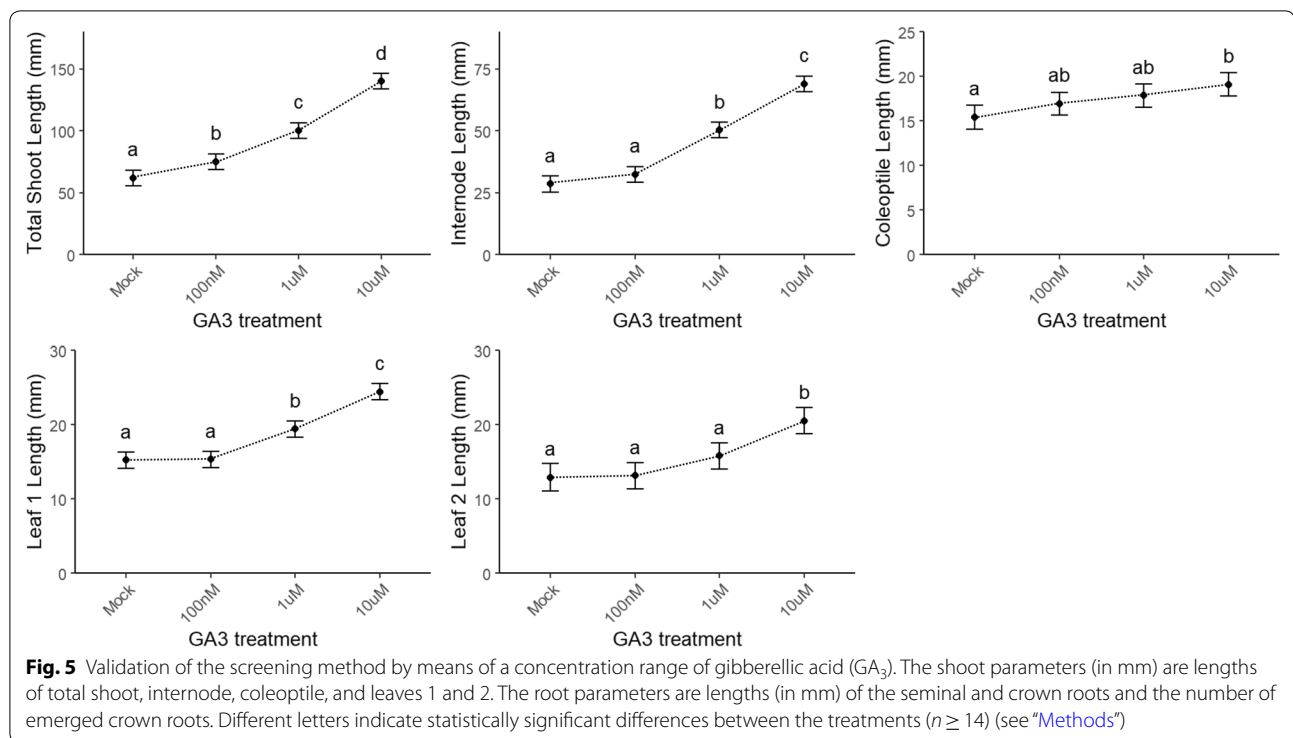 Total Shoot Length (mm)
150
100
50
0
a
b
c
d
Mock
100nM
1uM
10uM
GA3 treatment
Internode Length (mm)
75
50
25
0
a
a
b
c
Mock
100nM
1uM
10uM
GA3 treatment
Coleoptile Length (mm)
25
20
15
10
5
0
a
ab
ab
b
Mock
100nM
1uM
10uM
GA3 treatment
Leaf 1 Length (mm)
30
20
10
0
a
a
b
c
Mock
100nM
1uM
10uM
GA3 treatment
Leaf 2 Length (mm)
30
20
10
0
a
a
a
b
Mock
100nM
1uM
10uM
GA3 treatment
Fig. 5 Validation of the screening method by means of a concentration range of gibberellic acid (GA₃). The shoot parameters (in mm) are lengths
of total shoot, internode, coleoptile, and leaves 1 and 2. The root parameters are lengths (in mm) of the seminal and crown roots and the number of
emerged crown roots. Different letters indicate statistically significant differences between the treatments (n ≥ 14) (see “Methods”)